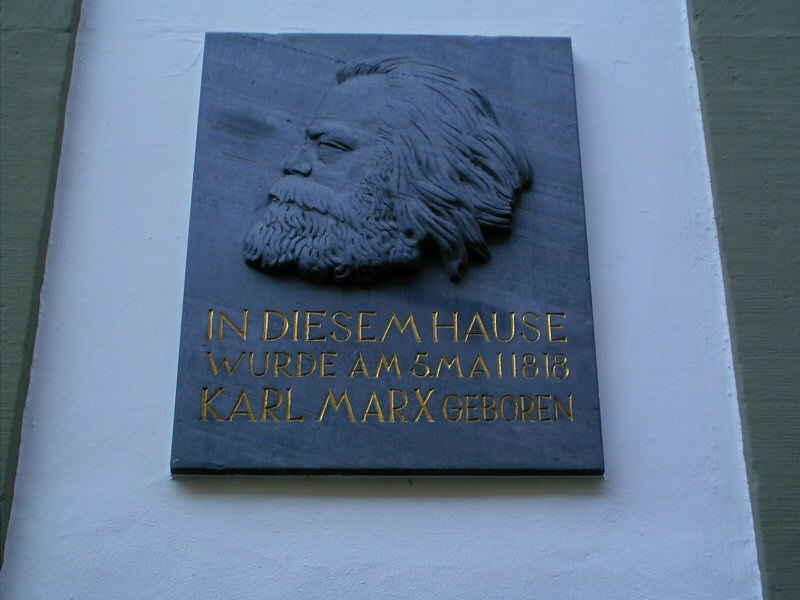 IN DIESEM HAUSE
WURDE AM 5. MAI 1818
KARL MARX GEBOREN